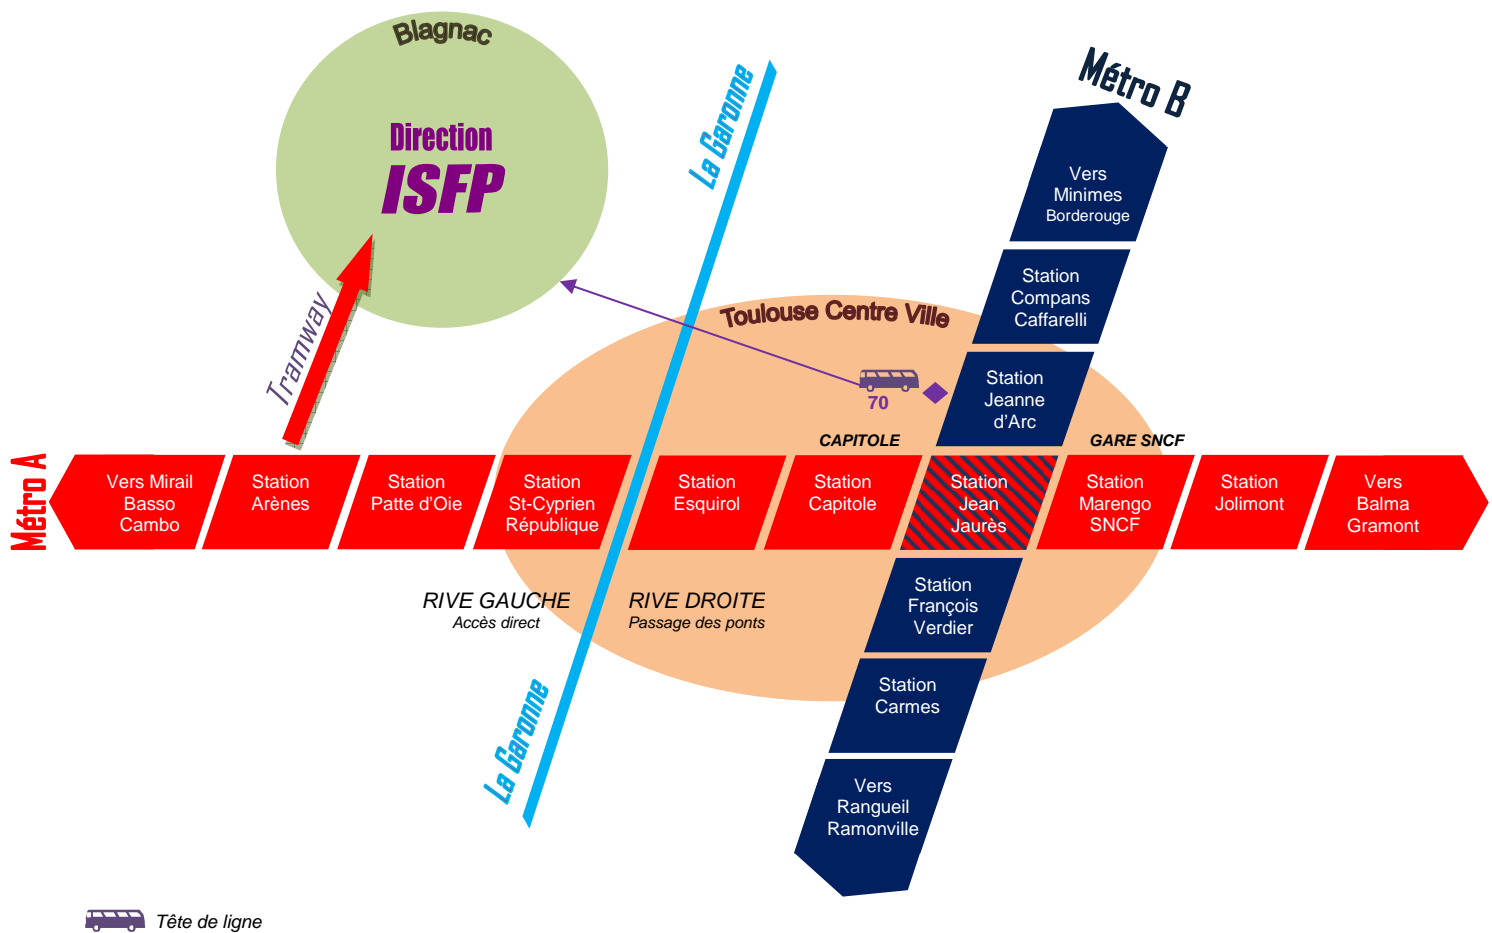 Blagnac
Direction
ISFP
La Garonne
Métro B
Vers
Minimes
Borderouge
Station
Compans
Caffarelli
Toulouse Centre Ville
Tramway
70
Station
Jeanne
d'Arc
CAPITOLE
GARE SNCF
Métro A
Vers Mirail
Basso
Cambo
Station
Arènes
Station
Patte d'Oie
Station
St-Cyprien
République
Station
Esquirol
Station
Capitole
Station
Jean
Jaurès
Station
Marengo
SNCF
Station
Jolimont
Vers
Balma
Gramont
RIVE GAUCHE
Accès direct
RIVE DROITE
Passage des ponts
Station
François
Verdier
Station
Carmes
La Garonne
Vers
Rangueil
Ramonville
Tête de ligne